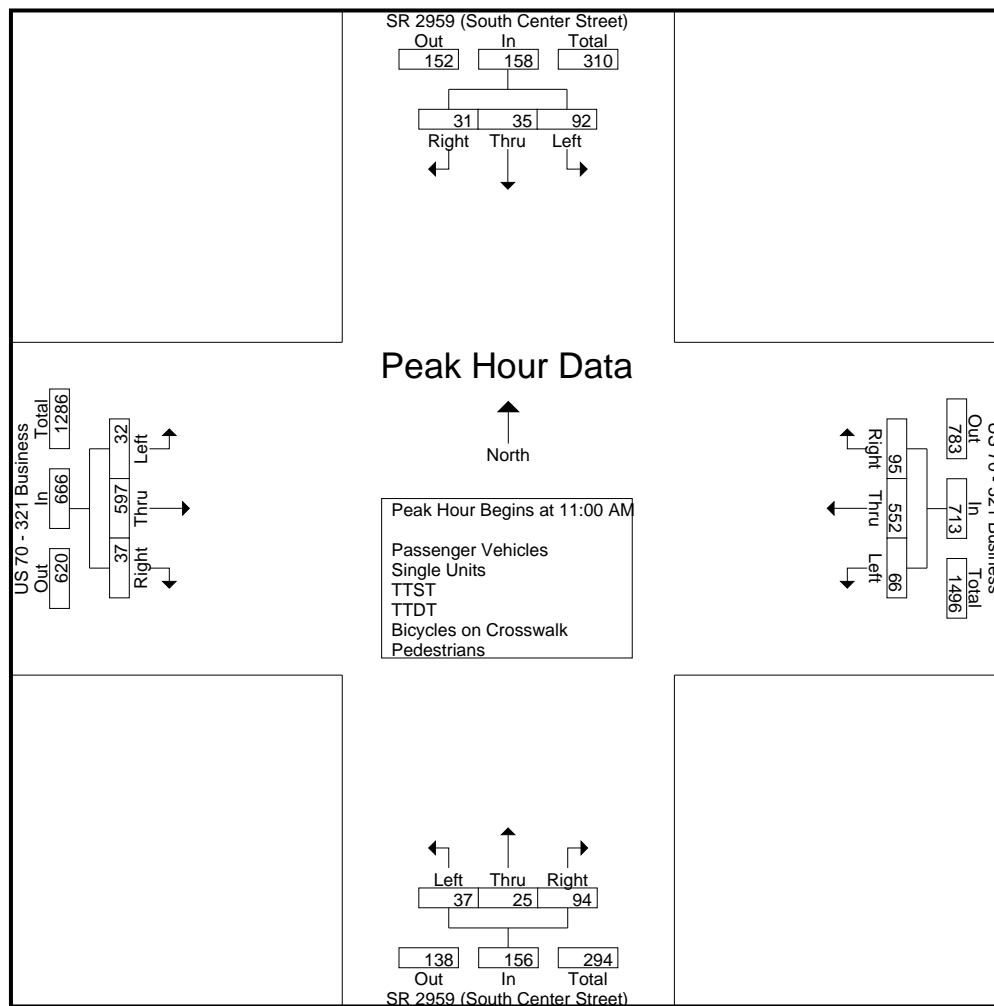 SR 2959 (South Center Street)
Out In Total
152 158 310
31 35 92
Right Thru Left
Peak Hour Data
North
Peak Hour Begins at 11:00 AM
Passenger Vehicles
Single Units
TTST
TTDT
Bicycles on Crosswalk
Pedestrians
US 70 - 321 Business
Out In Total
620 666 1286
37 597 32
Right Thru Left
US 70 - 321 Business
Out In Total
783 713 1496
95 552 66
Right Thru Left
Left Thru Right
37 25 94
138 156 294
Out In Total
SR 2959 (South Center Street)